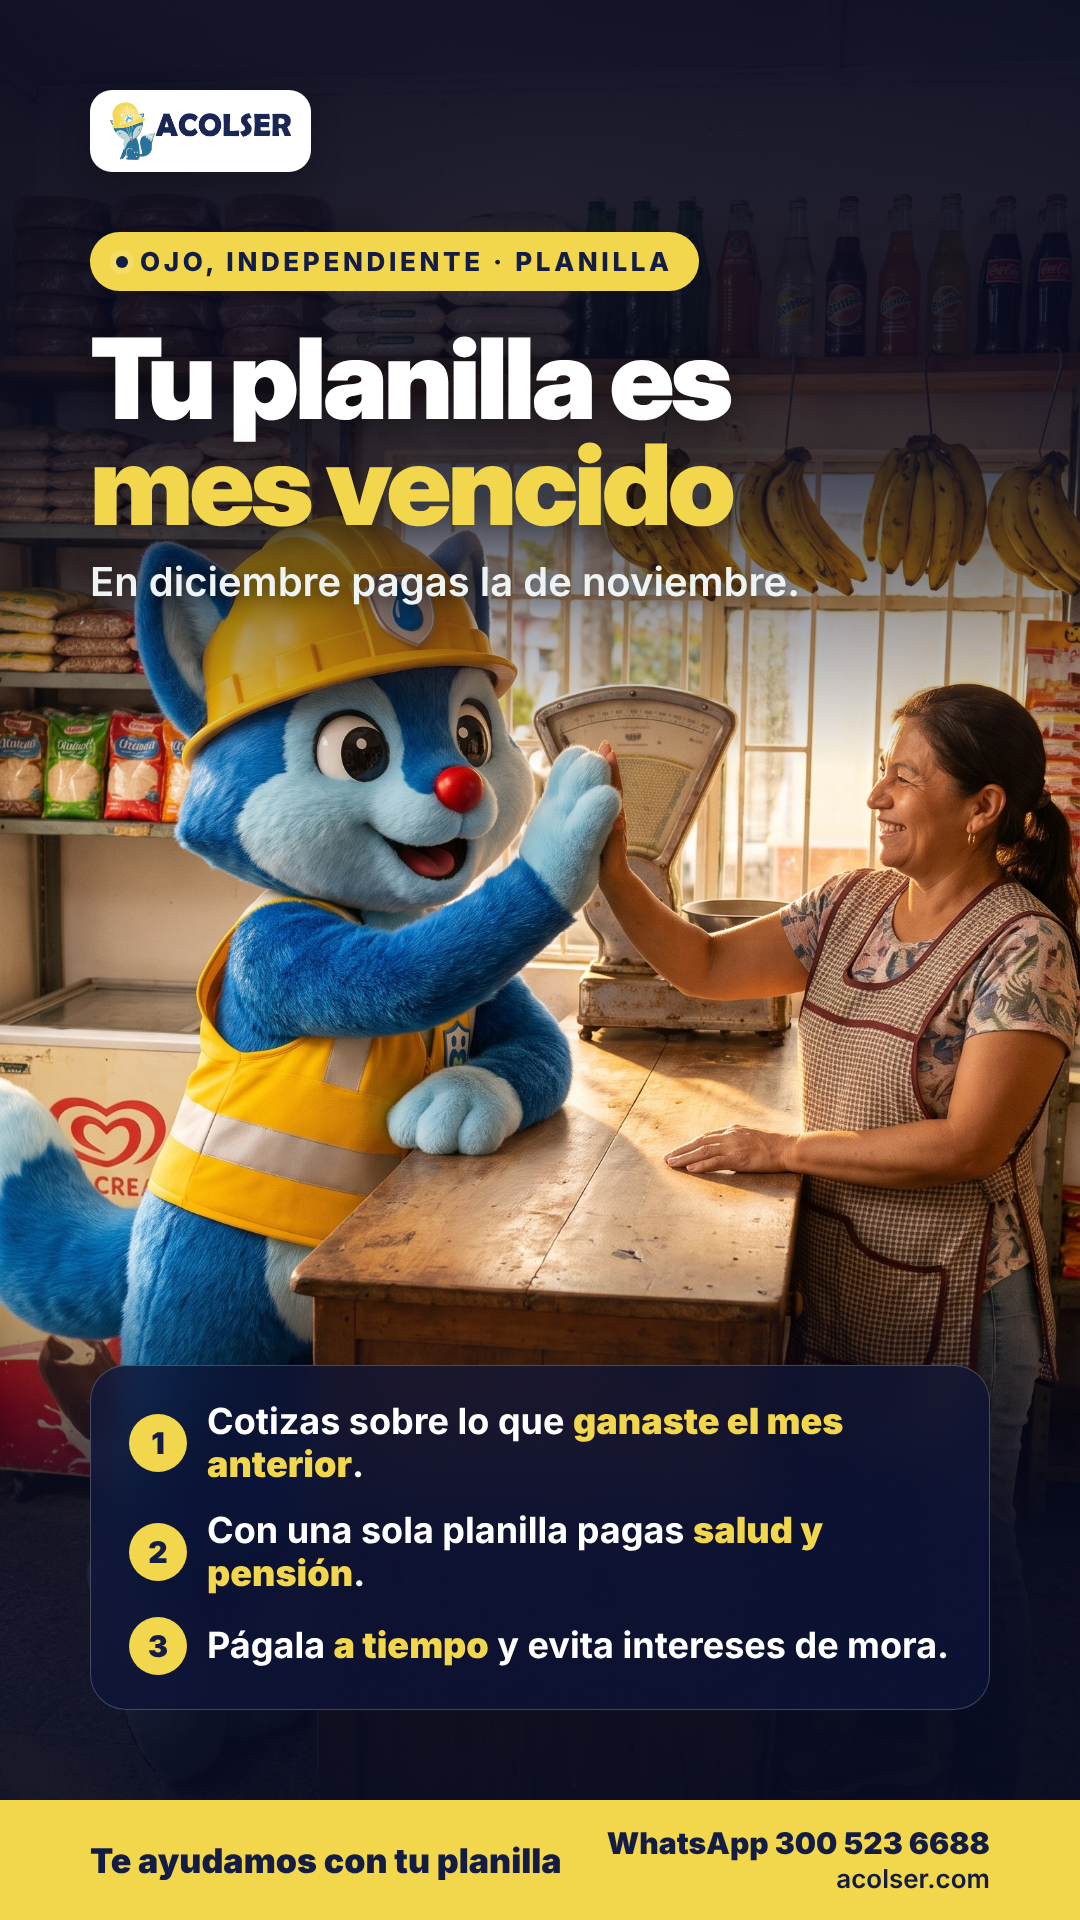 ACOLSER
OJO, INDEPENDIENTE · PLANILLA
Tu planilla es
mes vencido
En diciembre pagas la de noviembre.
CREA
1 Cotizas sobre lo que ganaste el mes
anterior.
2 Con una sola planilla pagas salud y
pensión.
3 Págala a tiempo y evita intereses de mora.
Te ayudamos con tu planilla
WhatsApp 300 523 6688
acolser.com